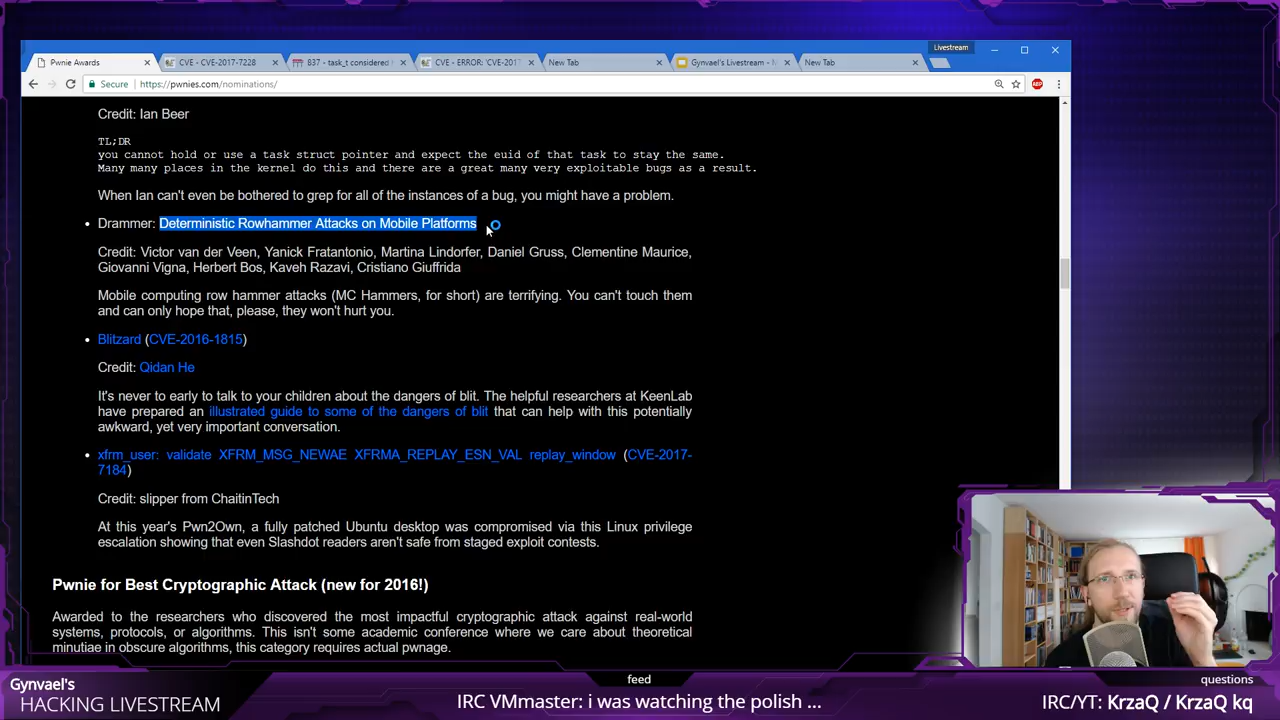 Livestream
Pwnie Awards
CVE - CVE-2017-7228
837 - task_t considered
CVE - ERROR: 'CVE-2017
New Tab
Gynvael's Livestream -
New Tab
Secure
https://pwnies.com/nominations/
Credit: Ian Beer
TL;DR
you cannot hold or use a task struct pointer and expect the euid of that task to stay the same.
Many many places in the kernel do this and there are a great many very exploitable bugs as a result.
When Ian can't even be bothered to grep for all of the instances of a bug, you might have a problem.
• Drammer: Deterministic Rowhammer Attacks on Mobile Platforms
Credit: Victor van der Veen, Yanick Fratantonio, Martina Lindorfer, Daniel Gruss, Clementine Maurice,
Giovanni Vigna, Herbert Bos, Kaveh Razavi, Cristiano Giuffrida
Mobile computing row hammer attacks (MC Hammers, for short) are terrifying. You can't touch them
and can only hope that, please, they won't hurt you.
• Blitzard (CVE-2016-1815)
Credit: Qidan He
It's never to early to talk to your children about the dangers of blit. The helpful researchers at KeenLab
have prepared an illustrated guide to some of the dangers of blit that can help with this potentially
awkward, yet very important conversation.
• xfrm_user: validate XFRM_MSG_NEWAE XFRMA_REPLAY_ESN_VAL replay_window (CVE-2017-
7184)
Credit: slipper from ChaitinTech
At this year's Pwn2Own, a fully patched Ubuntu desktop was compromised via this Linux privilege
escalation showing that even Slashdot readers aren't safe from staged exploit contests.
Pwnie for Best Cryptographic Attack (new for 2016!)
Awarded to the researchers who discovered the most impactful cryptographic attack against real-world
systems, protocols, or algorithms. This isn't some academic conference where we care about theoretical
minutiae in obscure algorithms, this category requires actual pwnage.
Gynvael's
HACKING LIVESTREAM
feed
IRC VMmaster: i was watching the polish ...
questions
IRC/YT: KrzaQ / KrzaQ kq